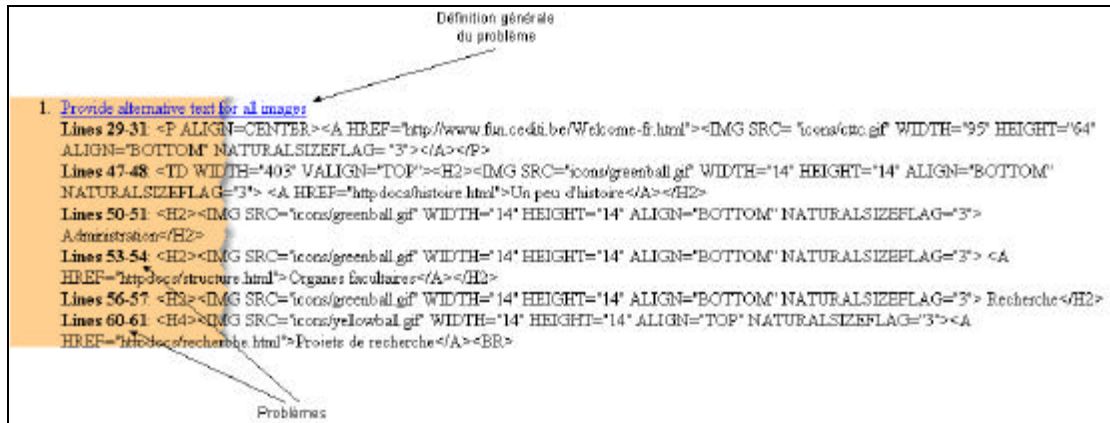 Définition générale
du problème
1. Provide alternative text for all images
Lines 29-31: <P ALIGN=CENTER><A HREF="http://www.fun.cediti.be/Welcome-fr.html"><IMG SRC= "icons/cttc.gif" WIDTH="95" HEIGHT="64"
ALIGN="BOTTOM" NATURALSIZEFLAG= "3"></A></P>
Lines 47-48: <TD WIDTH="403" VALIGN="TOP"><H2><IMG SRC="icons/greenball.gif" WIDTH="14" HEIGHT="14" ALIGN="BOTTOM"
NATURALSIZEFLAG="3"> <A HREF="httpdocs/histoire.html">Un peu d'histoire</A></H2>
Lines 50-51: <H2><IMG SRC="icons/greenball.gif" WIDTH="14" HEIGHT="14" ALIGN="BOTTOM" NATURALSIZEFLAG="3">
Administration</H2>
Lines 53-54: <H2><IMG SRC="icons/greenball.gif" WIDTH="14" HEIGHT="14" ALIGN="BOTTOM" NATURALSIZEFLAG="3"> <A
HREF="httpdocs/structure.html">Organes facultaires</A></H2>
Lines 56-57: <H2><IMG SRC="icons/greenball.gif" WIDTH="14" HEIGHT="14" ALIGN="BOTTOM" NATURALSIZEFLAG="3"> Recherche</H2>
Lines 60-61: <H4><IMG SRC="icons/yellowball.gif" WIDTH="14" HEIGHT="14" ALIGN="TOP" NATURALSIZEFLAG="3"><A
HREF="httpdocs/recherche.html">Projets de recherche</A><BR>
Problèmes